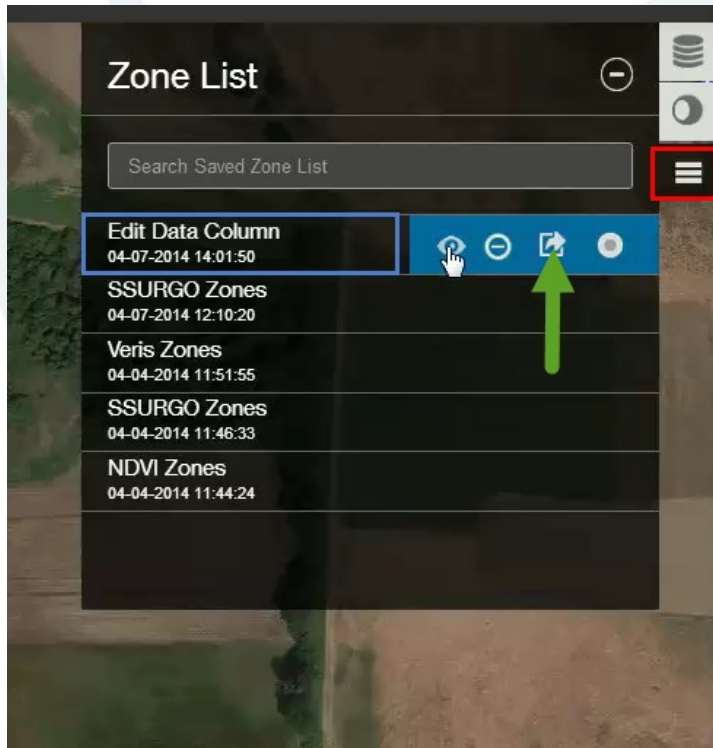 Zone List
Search Saved Zone List
Edit Data Column
04-07-2014 14:01:50
SSURGO Zones
04-07-2014 12:10:20
Veris Zones
04-04-2014 11:51:55
SSURGO Zones
04-04-2014 11:46:33
NDVI Zones
04-04-2014 11:44:24